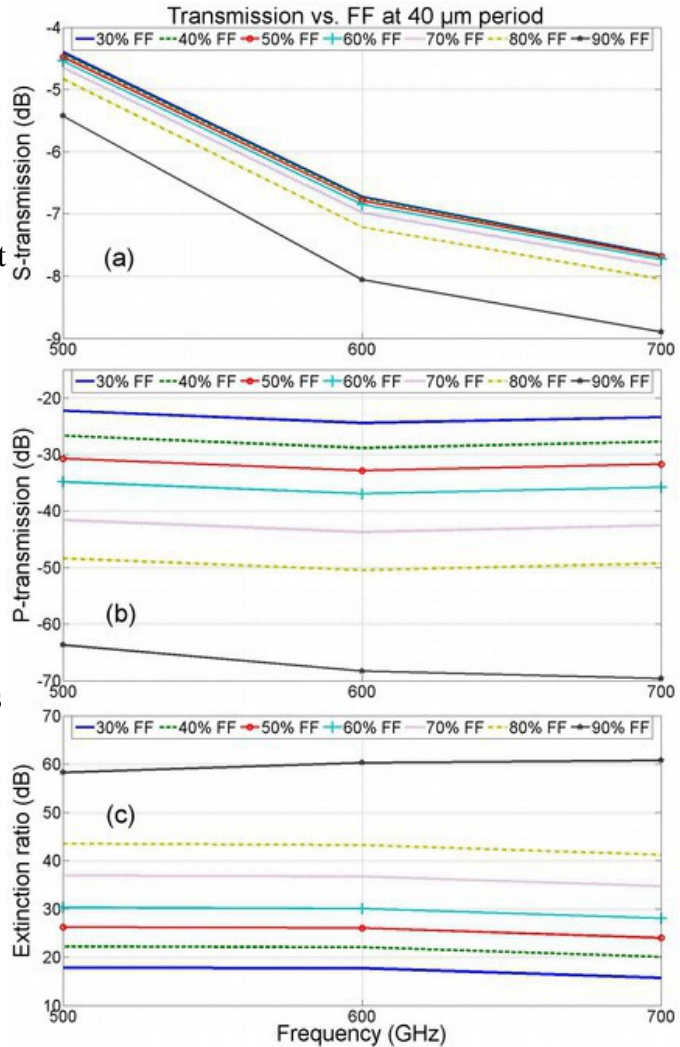 Transmission vs. FF at 40 µm period
-4
30% FF 40% FF 50% FF 60% FF 70% FF 80% FF 90% FF
-5
-6
-7
-8
-9
S-transmission (dB)
(a)
500 600 700
30% FF 40% FF 50% FF 60% FF 70% FF 80% FF 90% FF
-20
-30
-40
-50
-60
-70
P-transmission (dB)
(b)
500 600 700
70
30% FF 40% FF 50% FF 60% FF 70% FF 80% FF 90% FF
60
50
40
30
20
10
Extinction ratio (dB)
(c)
500 600 700
Frequency (GHz)